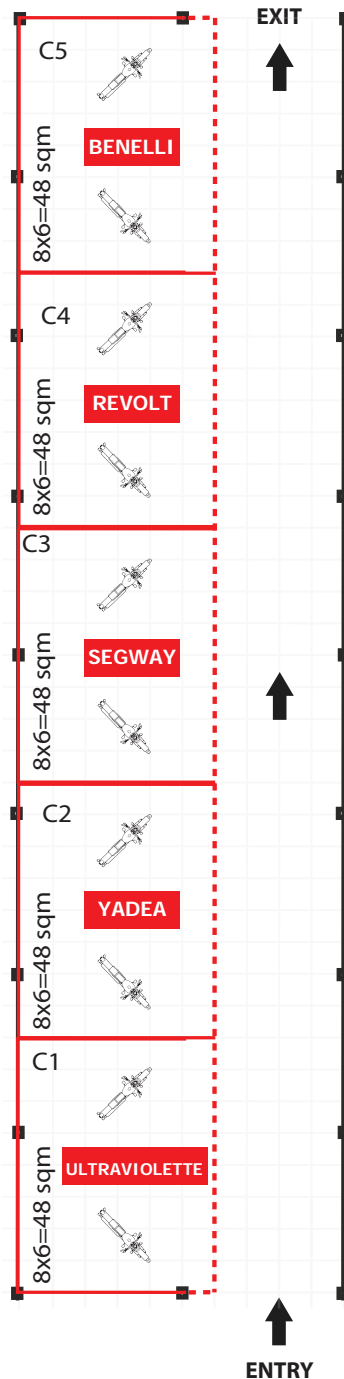 EXIT
C5
BENELLI
8x6=48 sqm
C4
REVOLT
8x6=48 sqm
C3
SEGWAY
8x6=48 sqm
C2
YADEA
8x6=48 sqm
C1
ULTRAVIOLETTE
8x6=48 sqm
ENTRY